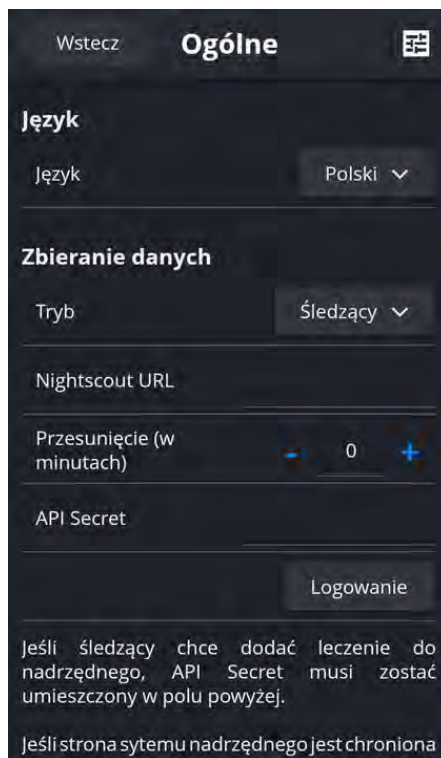 Wstecz Ogólne
Język
Język Polski
Zbieranie danych
Tryb Śledzący
Nightscout URL
Przesunięcie (w
minutach) - 0 +
API Secret
Logowanie
Jeśli śledzący chce dodać leczenie do
nadrzędnego, API Secret musi zostać
umieszczony w polu powyżej.
Jeśli strona sytemu nadrzędnego jest chroniona